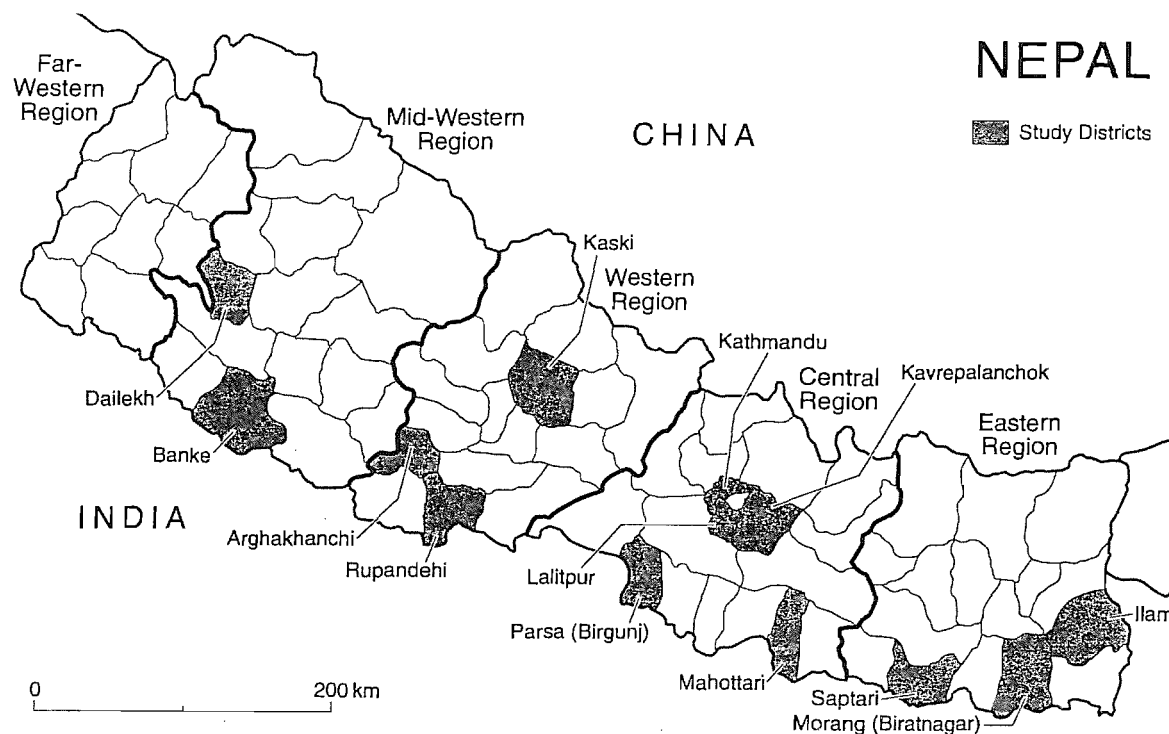 NEPAL
Study Districts
Far-
Western
Region
Mid-Western
Region
CHINA
Kaski
Western
Region
Kathmandu
Central
Region
Kavrepalanchok
Eastern
Region
Dailekh
Banke
INDIA
Arghakhanchi
Rupandehi
Lalitpur
Parsa (Birgunj)
Mahottari
Saptari
Morang (Biratnagar)
Ilam
0
200 km